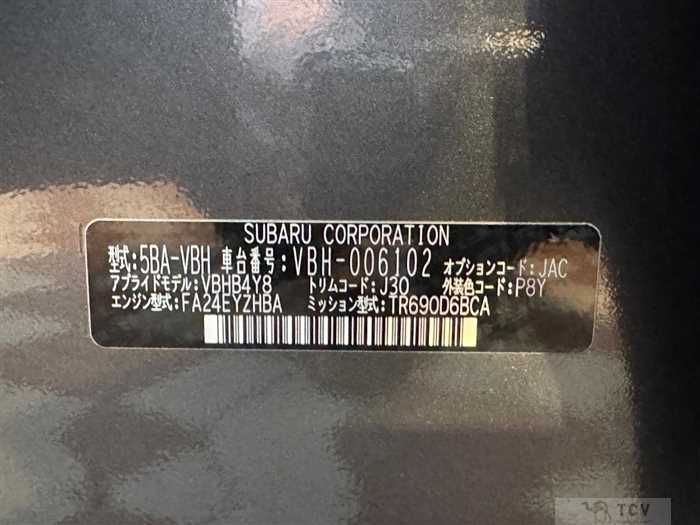 SUBARU CORPORATION
型式:5BA-VBH 車台番号:VBH-006102 オプションコード:JAC
アプライドモデル:VBHB4Y8 トリムコード:J30 外装色コード:P8Y
エンジン型式:FA24EYZHBA ミッション型式:TR690D6BCA
TCV